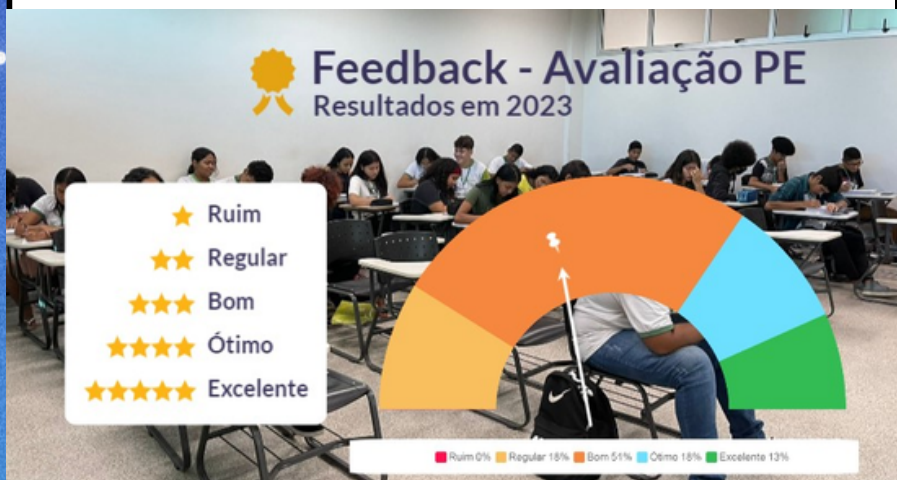 Feedback - Avaliação PE
Resultados em 2023
Ruim
Regular
Bom
Ótimo
Excelente
Ruim 0% Regular 18% Bom 51% Ótimo 18% Excelente 13%